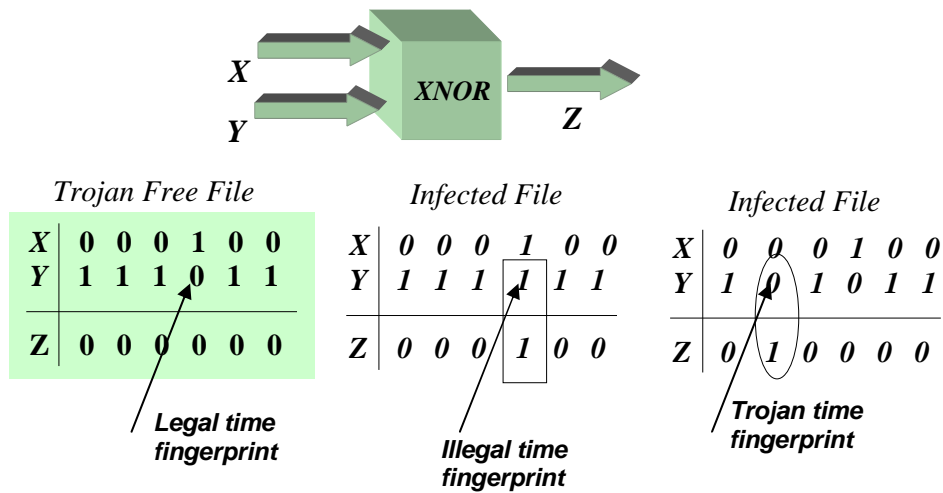 X
Y
XNOR
Z
Trojan Free File
X 0 0 0 1 0 0
Y 1 1 1 0 1 1
Z 0 0 0 0 0 0
Legal time
fingerprint
Infected File
X 0 0 0 1 0 0
Y 1 1 1 1 1 1
Z 0 0 0 1 0 0
Illegal time
fingerprint
Infected File
X 0 0 0 1 0 0
Y 1 0 1 0 1 1
Z 0 1 0 0 0 0
Trojan time
fingerprint